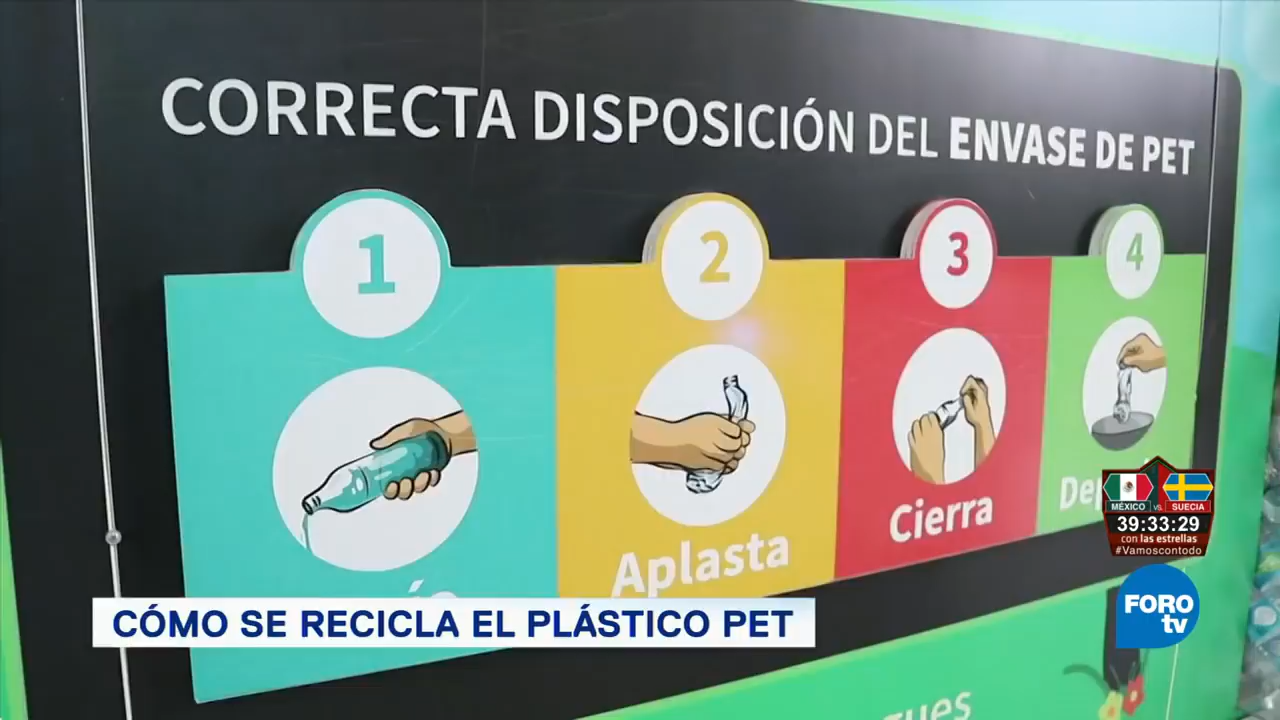 CORRECTA DISPOSICIÓN DEL ENVASE DE PET
1
2
3
4
Aplasta
Cierra
MÉXICO VS. SUECIA
39:33:29
con las estrellas
#Vamoscontodo
CÓMO SE RECICLA EL PLÁSTICO PET
FORO
tv